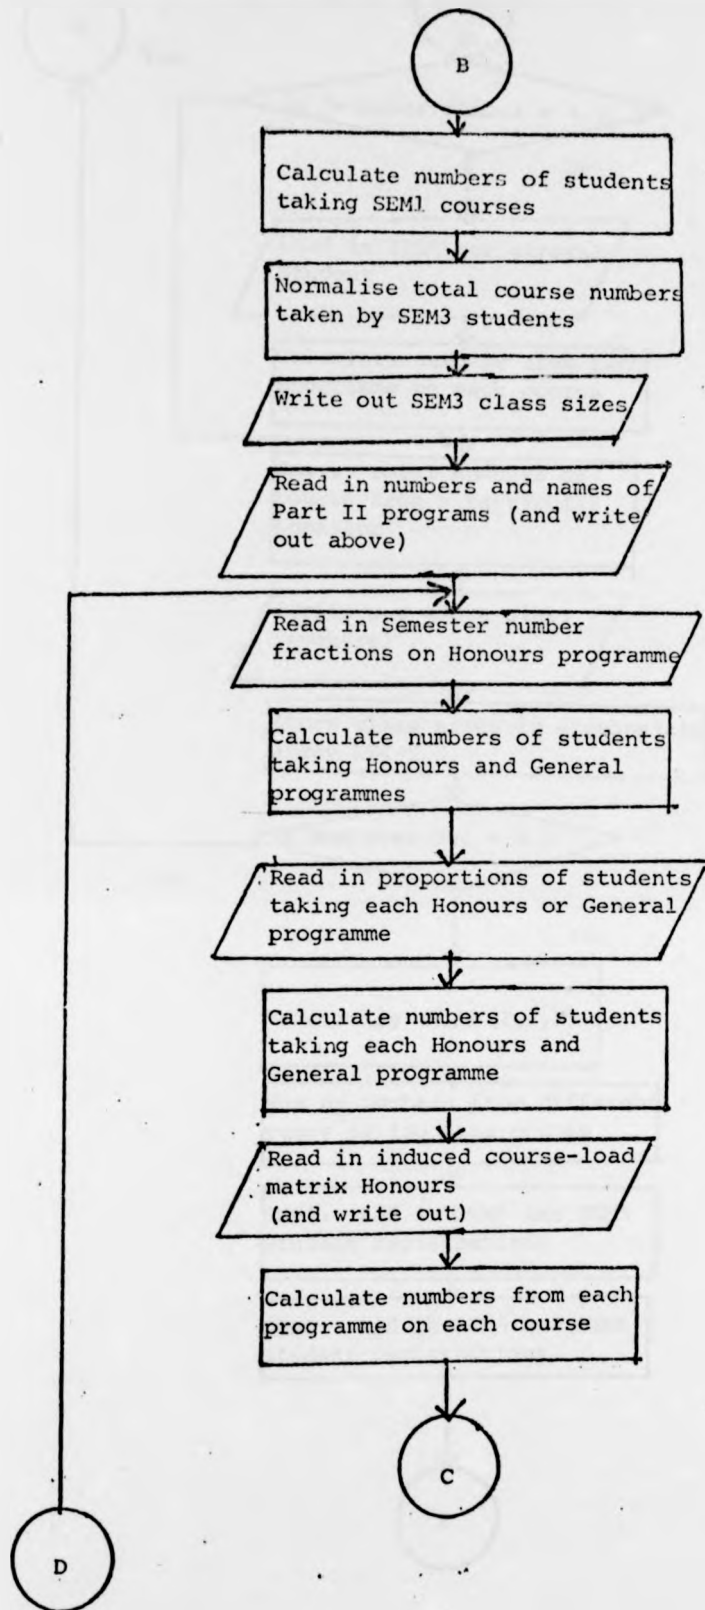 B
Calculate numbers of students
taking SEM1 courses
Normalise total course numbers
taken by SEM3 students
Write out SEM3 class sizes
Read in numbers and names of
Part II programs (and write
out above)
Read in Semester number
fractions on Honours programme
Calculate numbers of students
taking Honours and General
programmes
Read in proportions of students
taking each Honours or General
programme
Calculate numbers of students
taking each Honours and
General programme
Read in induced course-load
matrix Honours
(and write out)
Calculate numbers from each
programme on each course
C
D